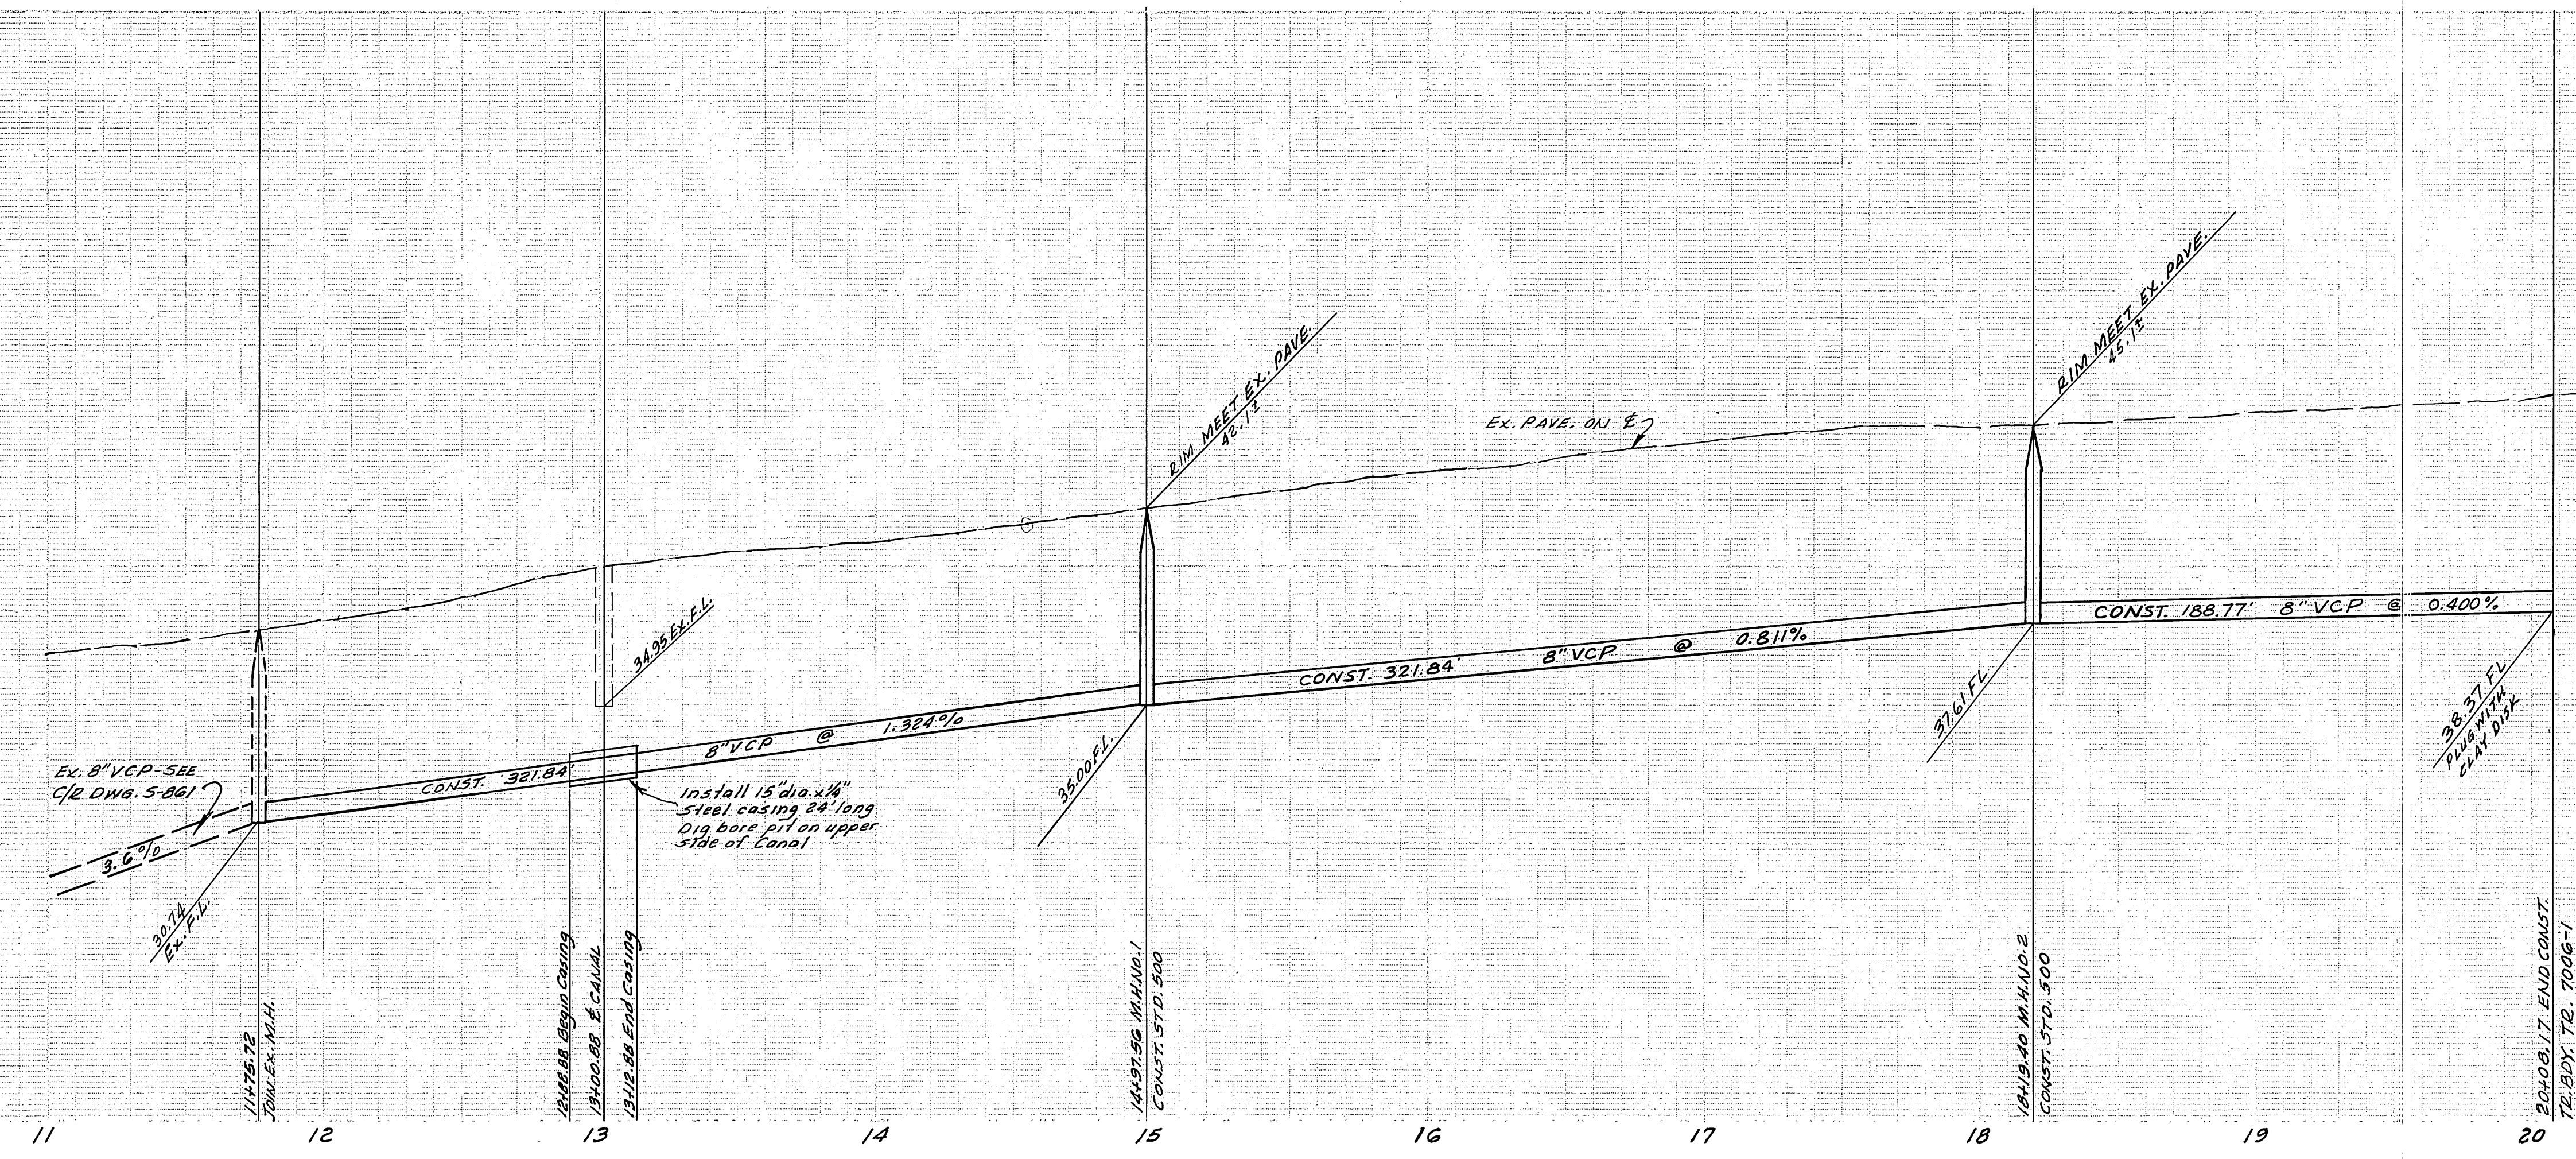 RIM MEET EX. PAVE.
45.1±
RIM MEET EX. PAVE.
42.1±
EX. PAVE. ON ℄
34.95 EX. F.L.
CONST. 188.77' 8" VCP @ 0.400%
CONST. 321.84' 8" VCP @ 0.811%
CONST. 321.84' 8" VCP @ 1.324%
Ex. 8" VCP-SEE
C/R DWG. S-861
3.6%
30.74
EX. F.L.
Install 15" dia. x 1/4"
Steel casing 24' long
Dig bore pit on upper
side of Canal
35.00 F.L.
37.61 FL
38.37 FL
PLUG WITH
CLAY DISK
11+75.72
JOIN EX. M.H.
12+88.88 Begin Casing
13+00.88 ℄ CANAL
13+12.88 End Casing
14+97.56 M.H. NO. 1
CONST. STD. 500
18+19.40 M.H. NO. 2
CONST. STD. 500
20+08.17 END CONST.
TR. BDY. TR. 7006-1
11 12 13 14 15 16 17 18 19 20